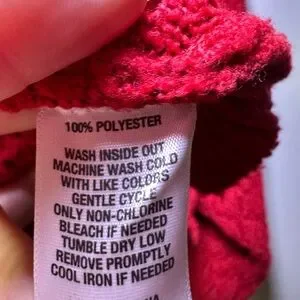 100% POLYESTER
WASH INSIDE OUT
MACHINE WASH COLD
WITH LIKE COLORS
GENTLE CYCLE
ONLY NON-CHLORINE
BLEACH IF NEEDED
TUMBLE DRY LOW
REMOVE PROMPTLY
COOL IRON IF NEEDED